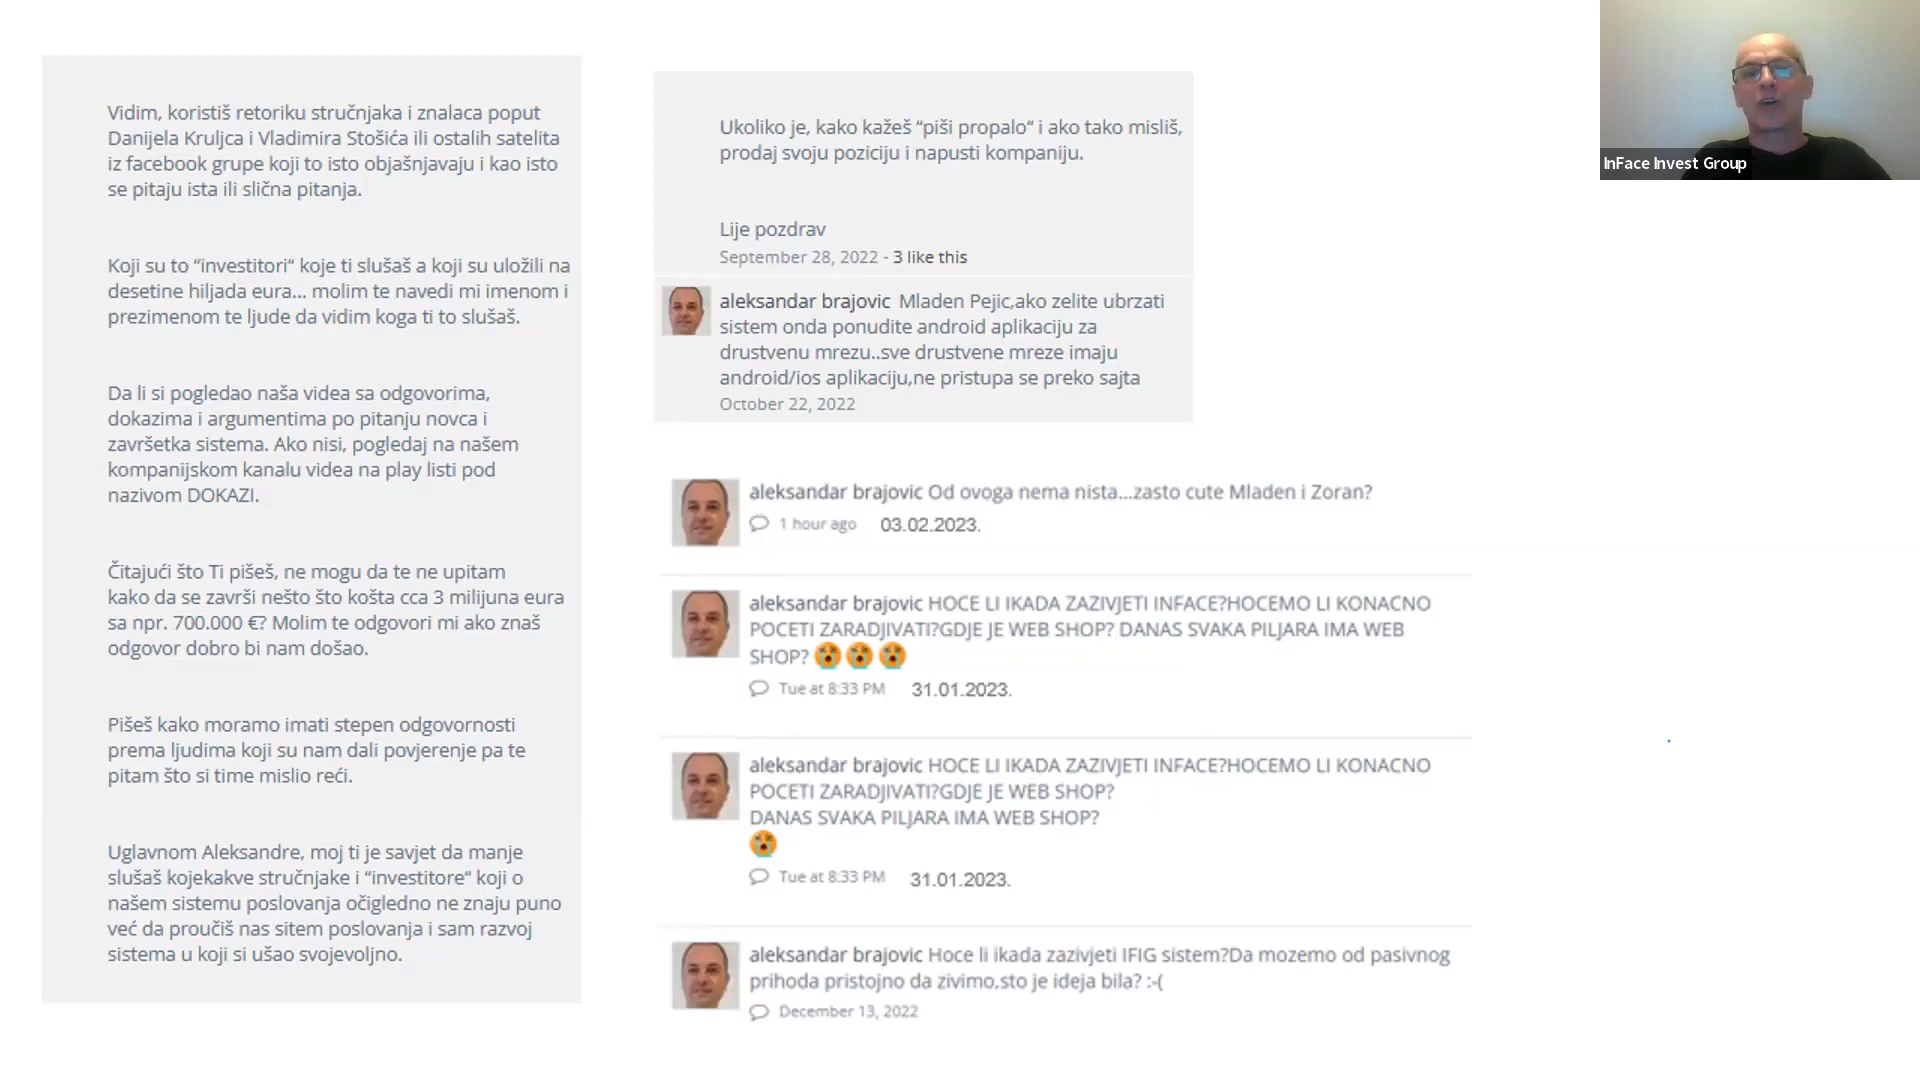 Vidim, koristiš retoriku stručnjaka i znalaca poput
Danijela Kruljca i Vladimira Stošića ili ostalih satelita
iz facebook grupe koji to isto objašnjavaju i kao isto
se pitaju ista ili slična pitanja.
Koji su to “investitori“ koje ti slušaš a koji su uložili na
desetine hiljada eura... molim te navedi mi imenom i
prezimenom te ljude da vidim koga ti to slušaš.
Da li si pogledao naša videa sa odgovorima,
dokazima i argumentima po pitanju novca i
završetka sistema. Ako nisi, pogledaj na našem
kompanijskom kanalu videa na play listi pod
nazivom DOKAZI.
Čitajući što Ti pišeš, ne mogu da te ne upitam
kako da se završi nešto što košta cca 3 milijuna eura
sa npr. 700.000 €? Molim te odgovori mi ako znaš
odgovor dobro bi nam došao.
Pišeš kako moramo imati stepen odgovornosti
prema ljudima koji su nam dali povjerenje pa te
pitam što si time mislio reći.
Uglavnom Aleksandre, moj ti je savjet da manje
slušaš kojekakve stručnjake i “investitore“ koji o
našem sistemu poslovanja očigledno ne znaju puno
već da proučiš nas sitem poslovanja i sam razvoj
sistema u koji si ušao svojevoljno.
Ukoliko je, kako kažeš “piši propalo“ i ako tako misliš,
prodaj svoju poziciju i napusti kompaniju.
Lije pozdrav
September 28, 2022 - 3 like this
aleksandar brajovic Mladen Pejic,ako zelite ubrzati
sistem onda ponudite android aplikaciju za
drustvenu mrezu..sve drustvene mreze imaju
android/ios aplikaciju,ne pristupa se preko sajta
October 22, 2022
aleksandar brajovic Od ovoga nema nista...zasto cute Mladen i Zoran?
1 hour ago 03.02.2023.
aleksandar brajovic HOCE LI IKADA ZAZIVJETI INFACE?HOCEMO LI KONACNO
POCETI ZARADJIVATI?GDJE JE WEB SHOP? DANAS SVAKA PILJARA IMA WEB
SHOP? 😭😭😭
Tue at 8:33 PM 31.01.2023.
aleksandar brajovic HOCE LI IKADA ZAZIVJETI INFACE?HOCEMO LI KONACNO
POCETI ZARADJIVATI?GDJE JE WEB SHOP?
DANAS SVAKA PILJARA IMA WEB SHOP?
😭
Tue at 8:33 PM 31.01.2023.
aleksandar brajovic Hoce li ikada zazivjeti IFIG sistem?Da mozemo od pasivnog
prihoda pristojno da zivimo,sto je ideja bila? :-(
December 13, 2022
InFace Invest Group